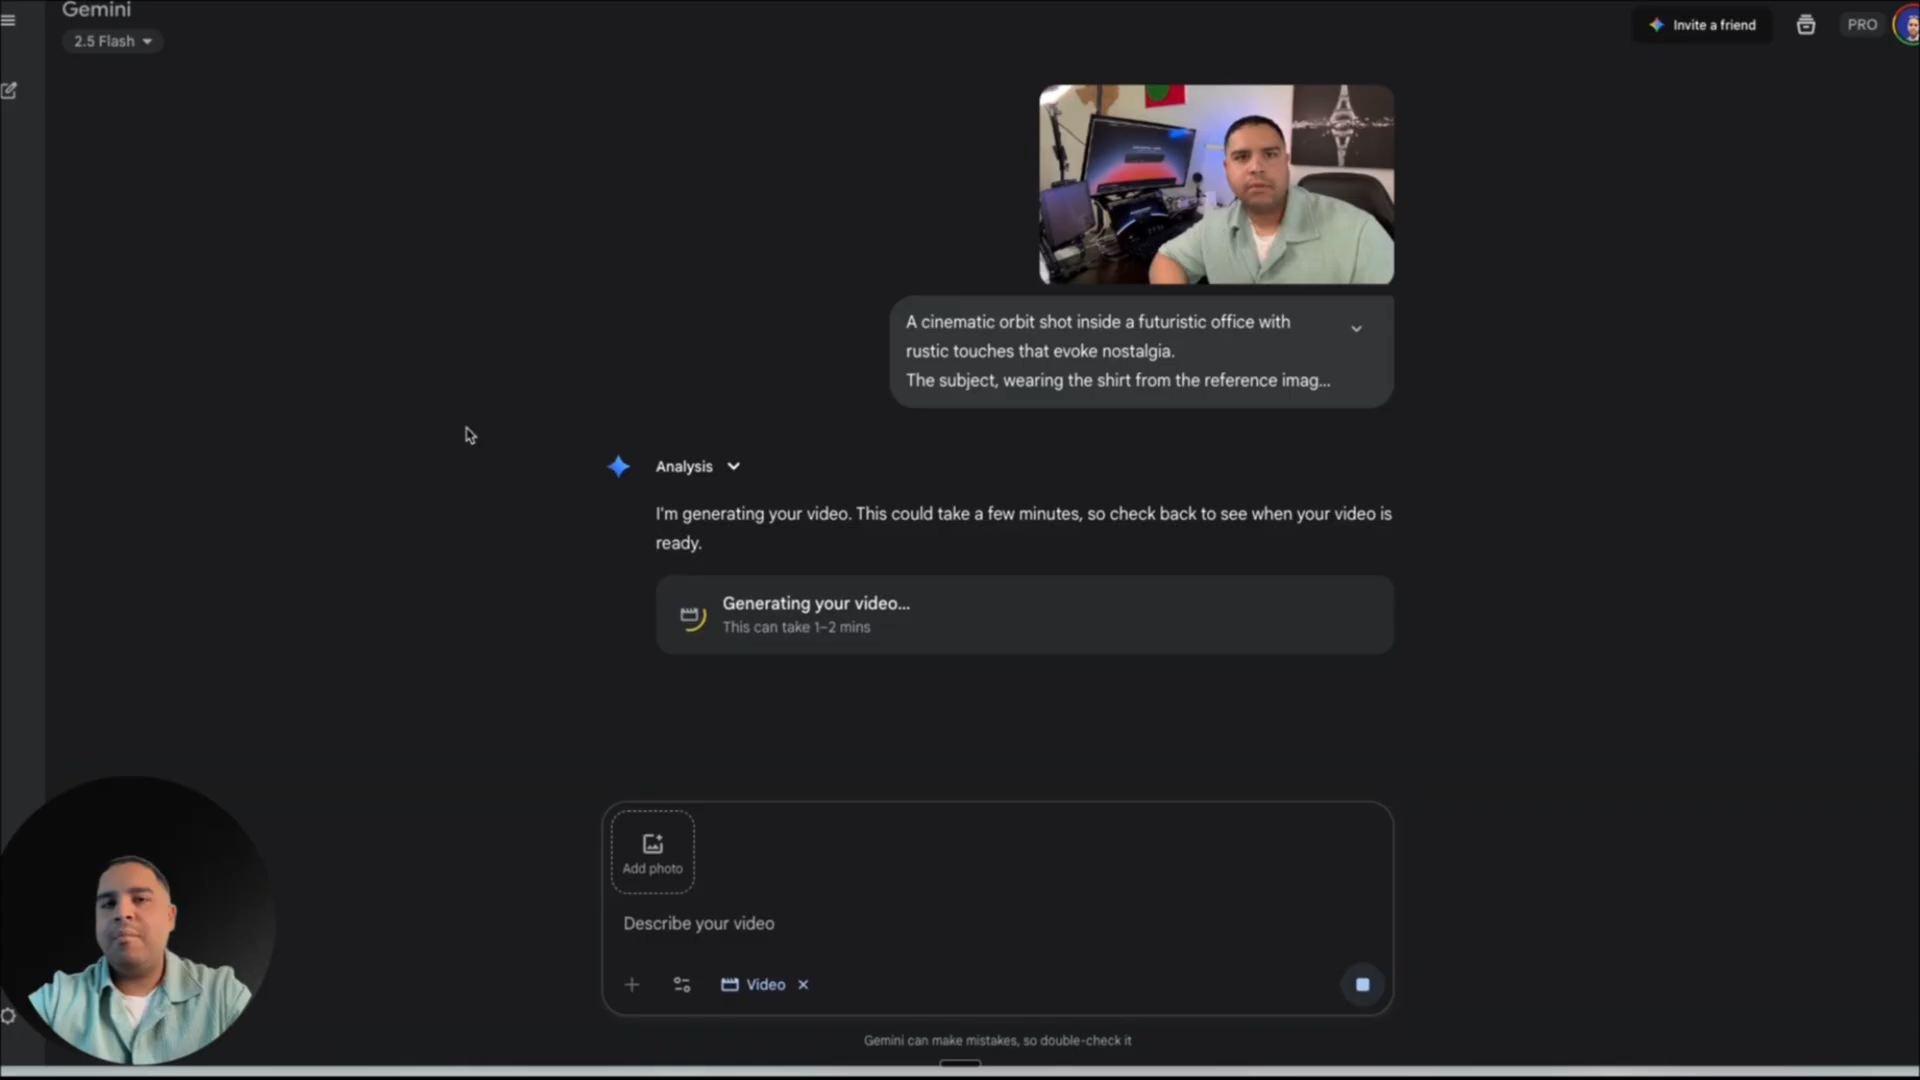 Gemini
2.5 Flash
Invite a friend
PRO
A cinematic orbit shot inside a futuristic office with
rustic touches that evoke nostalgia.
The subject, wearing the shirt from the reference imag...
Analysis
I'm generating your video. This could take a few minutes, so check back to see when your video is
ready.
Generating your video...
This can take 1–2 mins
Add photo
Describe your video
Video
Gemini can make mistakes, so double-check it